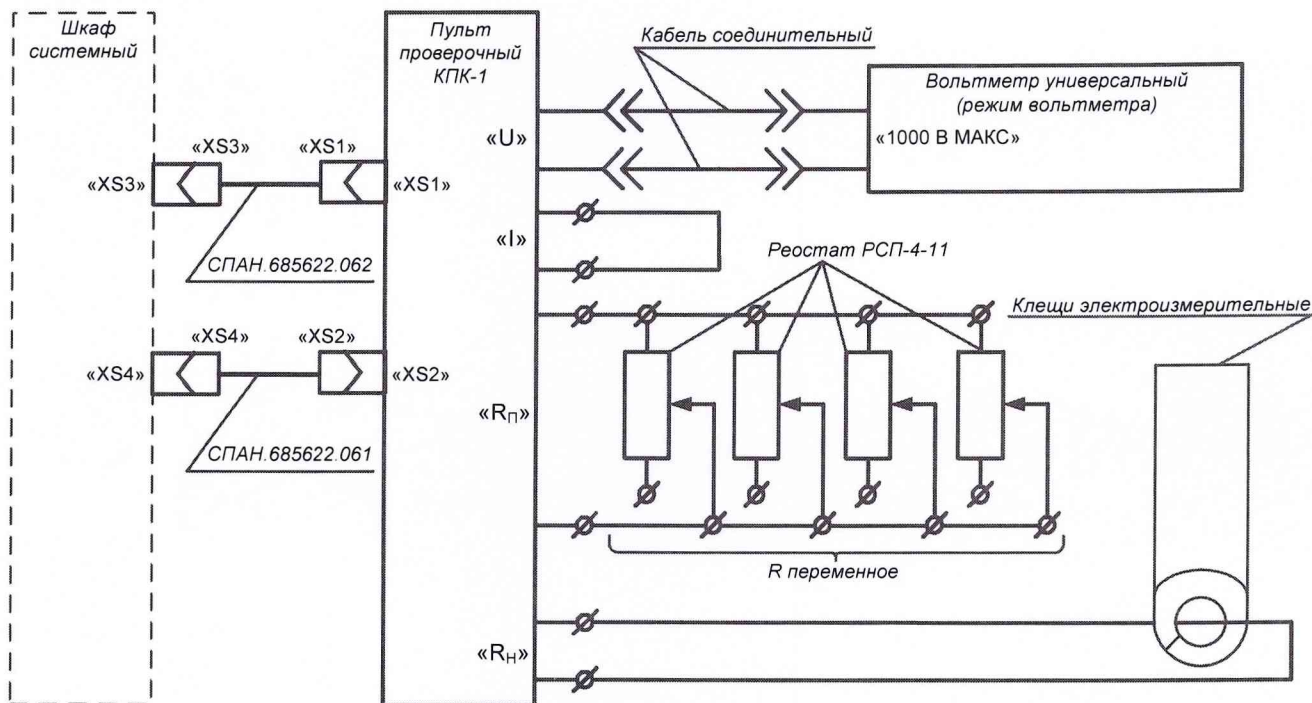 Шкаф
системный
Пульт
проверочный
КПК-1
Кабель соединительный
Вольтметр универсальный
(режим вольтметра)
«1000 В МАКС»
«U»
«XS3»
«XS1»
«XS3»
«XS1»
СПАН.685622.062
«I»
Реостат РСП-4-11
Клещи электроизмерительные
«XS4»
«XS2»
«XS4»
«XS2»
СПАН.685622.061
«RП»
R переменное
«RН»